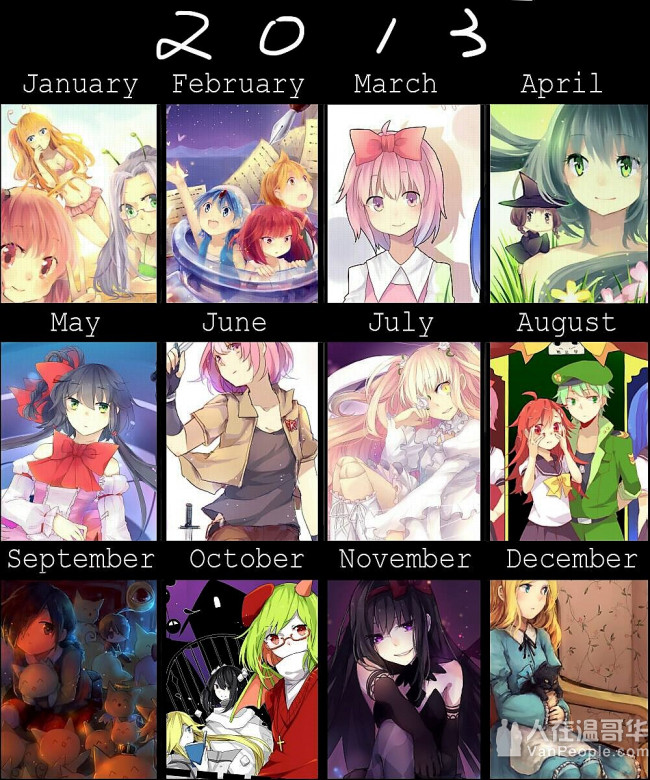 2013
January February March April
May June July August
September October November December
人在温哥华
VanPeople.com